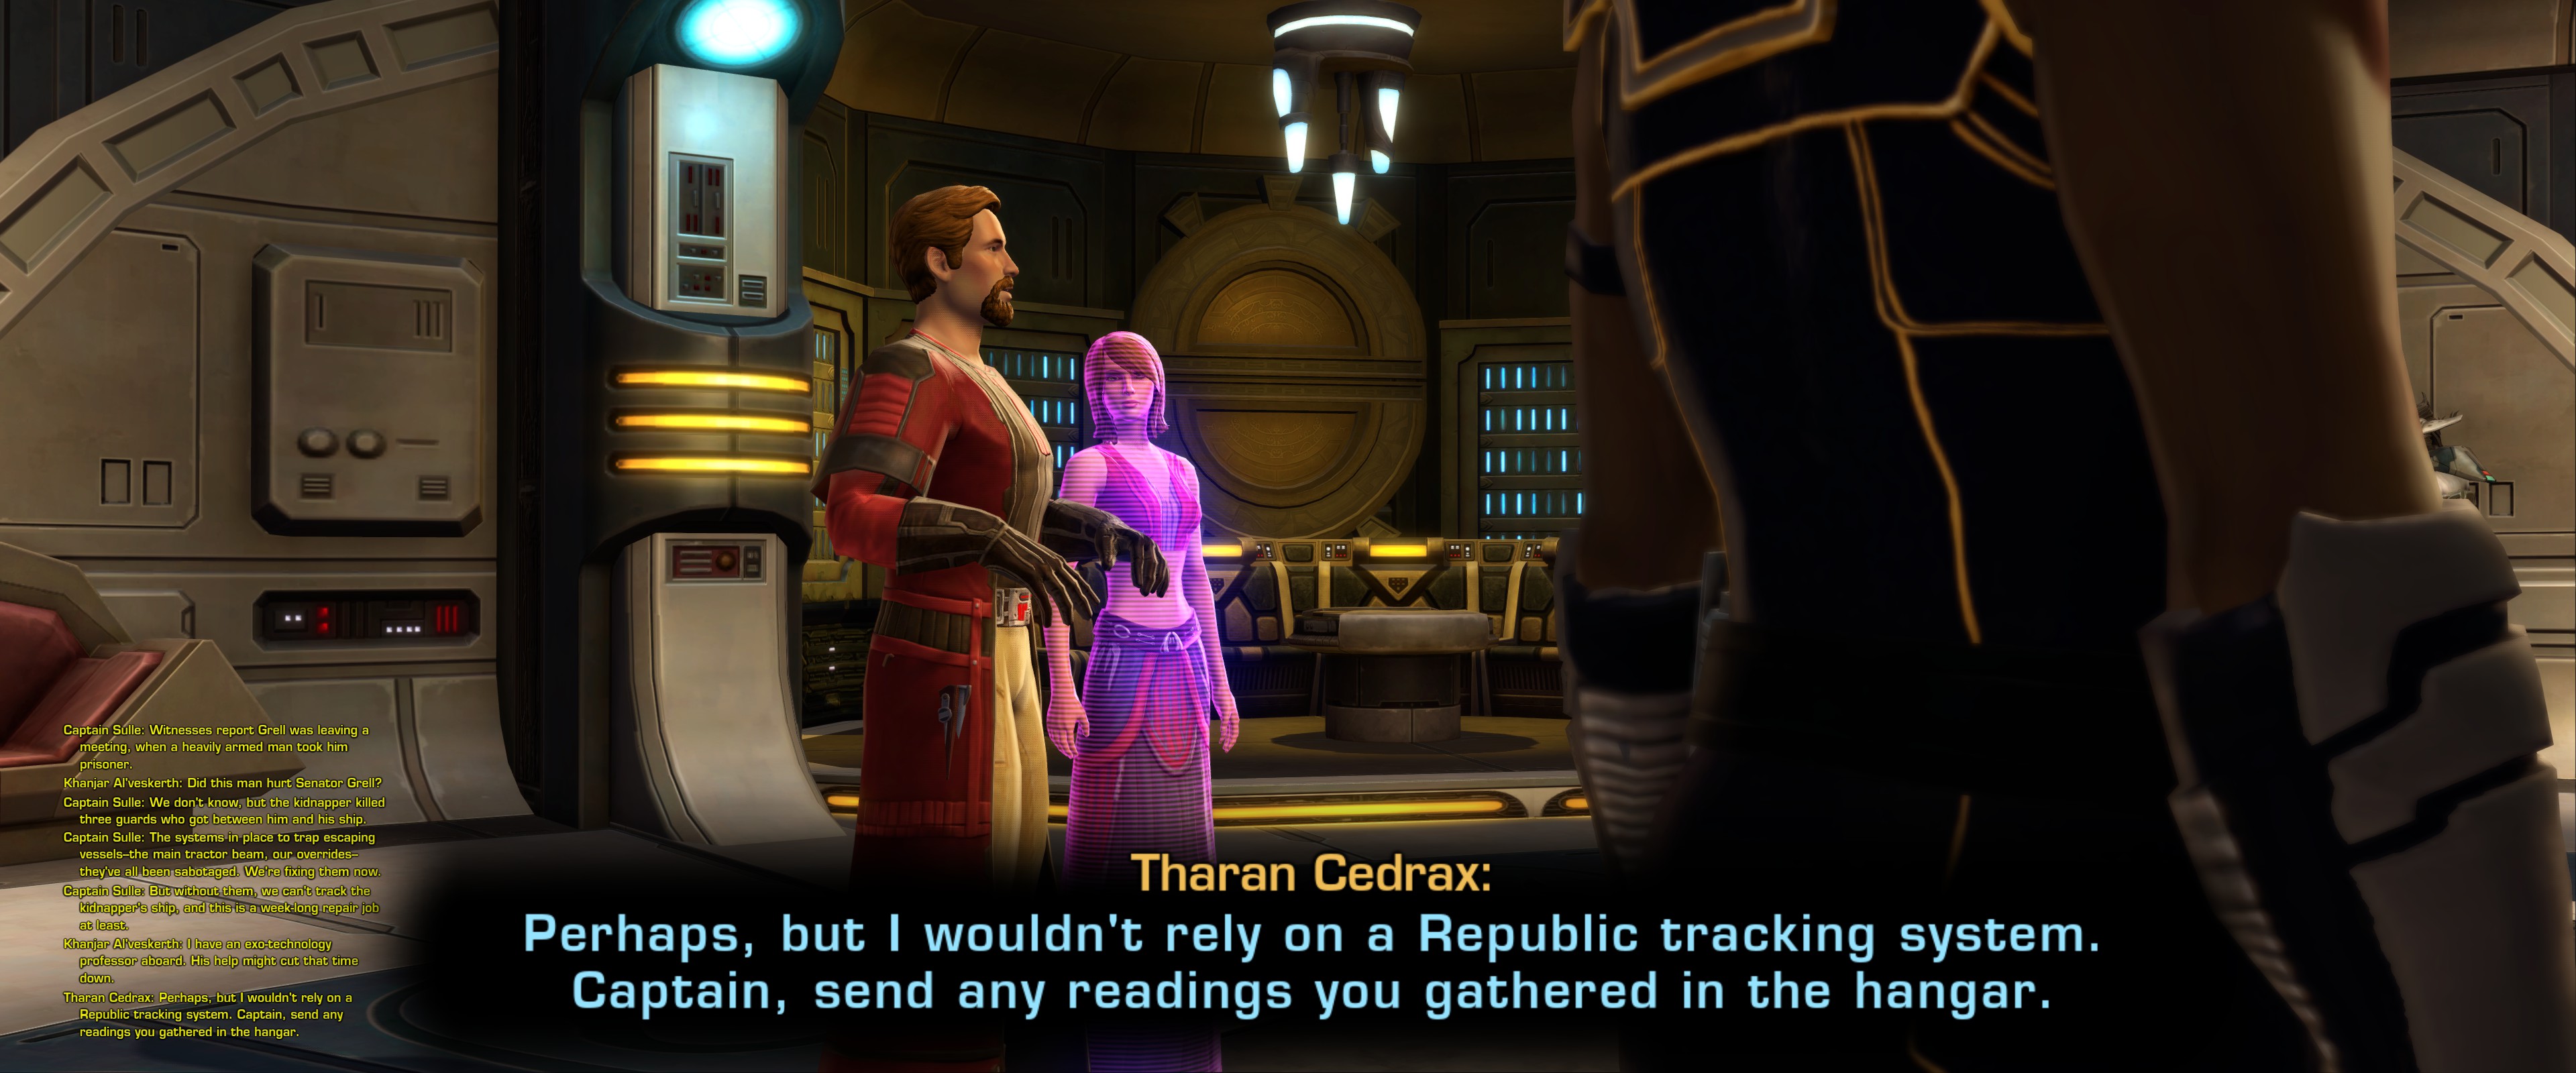 Captain Sulle: Witnesses report Grell was leaving a
meeting, when a heavily armed man took him
prisoner.
Khanjar Al'veskerth: Did this man hurt Senator Grell?
Captain Sulle: We don't know, but the kidnapper killed
three guards who got between him and his ship.
Captain Sulle: The systems in place to trap escaping
vessels–the main tractor beam, our overrides–
they've all been sabotaged. We're fixing them now.
Captain Sulle: But without them, we can't track the
kidnapper's ship, and this is a week-long repair job
at least.
Khanjar Al'veskerth: I have an exo-technology
professor aboard. His help might cut that time
down.
Tharan Cedrax: Perhaps, but I wouldn't rely on a
Republic tracking system. Captain, send any
readings you gathered in the hangar.
Tharan Cedrax:
Perhaps, but I wouldn't rely on a Republic tracking system.
Captain, send any readings you gathered in the hangar.